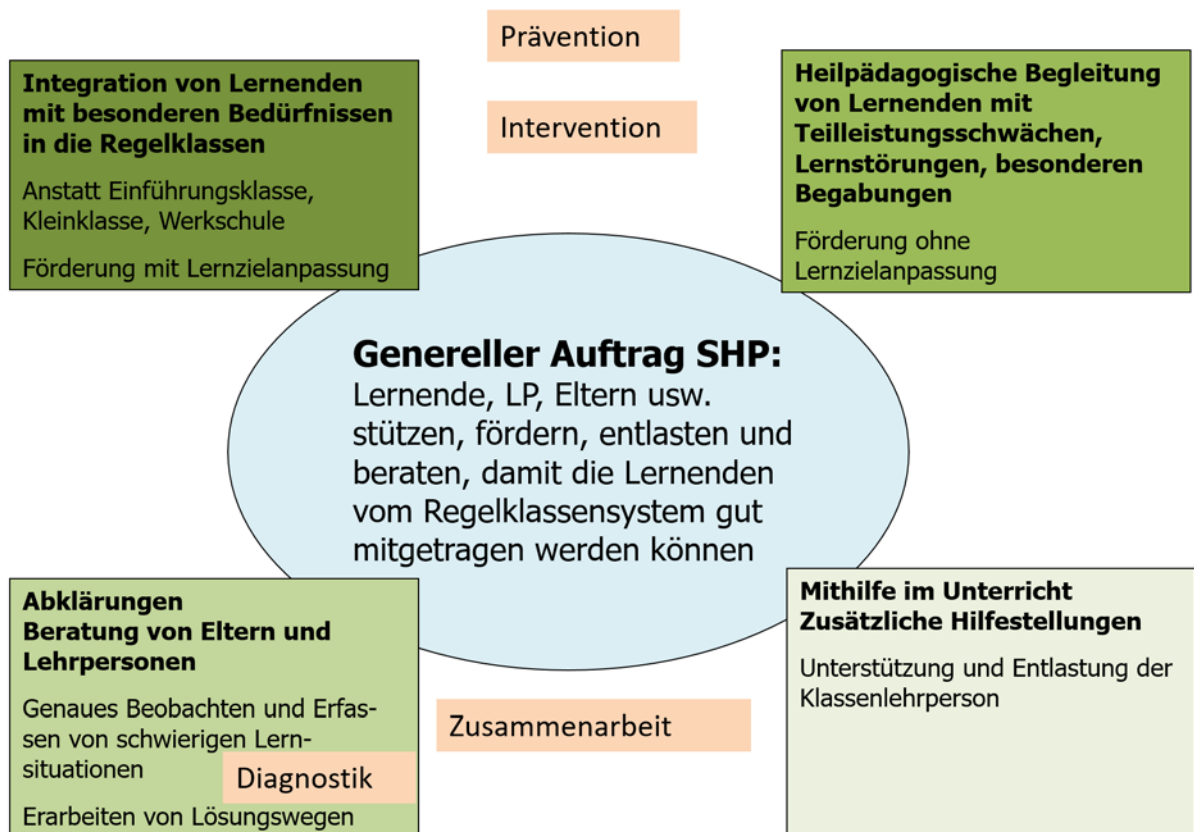 Prävention
Intervention
Integration von Lernenden
mit besonderen Bedürfnissen
in die Regelklassen
Anstatt Einführungsklasse,
Kleinklasse, Werkschule
Förderung mit Lernzielanpassung
Heilpädagogische Begleitung
von Lernenden mit
Teilleistungsschwächen,
Lernstörungen, besonderen
Begabungen
Förderung ohne
Lernzielanpassung
Genereller Auftrag SHP:
Lernende, LP, Eltern usw.
stützen, fördern, entlasten und
beraten, damit die Lernenden
vom Regelklassensystem gut
mitgetragen werden können
Abklärungen
Beratung von Eltern und
Lehrpersonen
Genaues Beobachten und Erfas-
sen von schwierigen Lern-
situationen
Diagnostik
Erarbeiten von Lösungswegen
Zusammenarbeit
Mithilfe im Unterricht
Zusätzliche Hilfestellungen
Unterstützung und Entlastung der
Klassenlehrperson